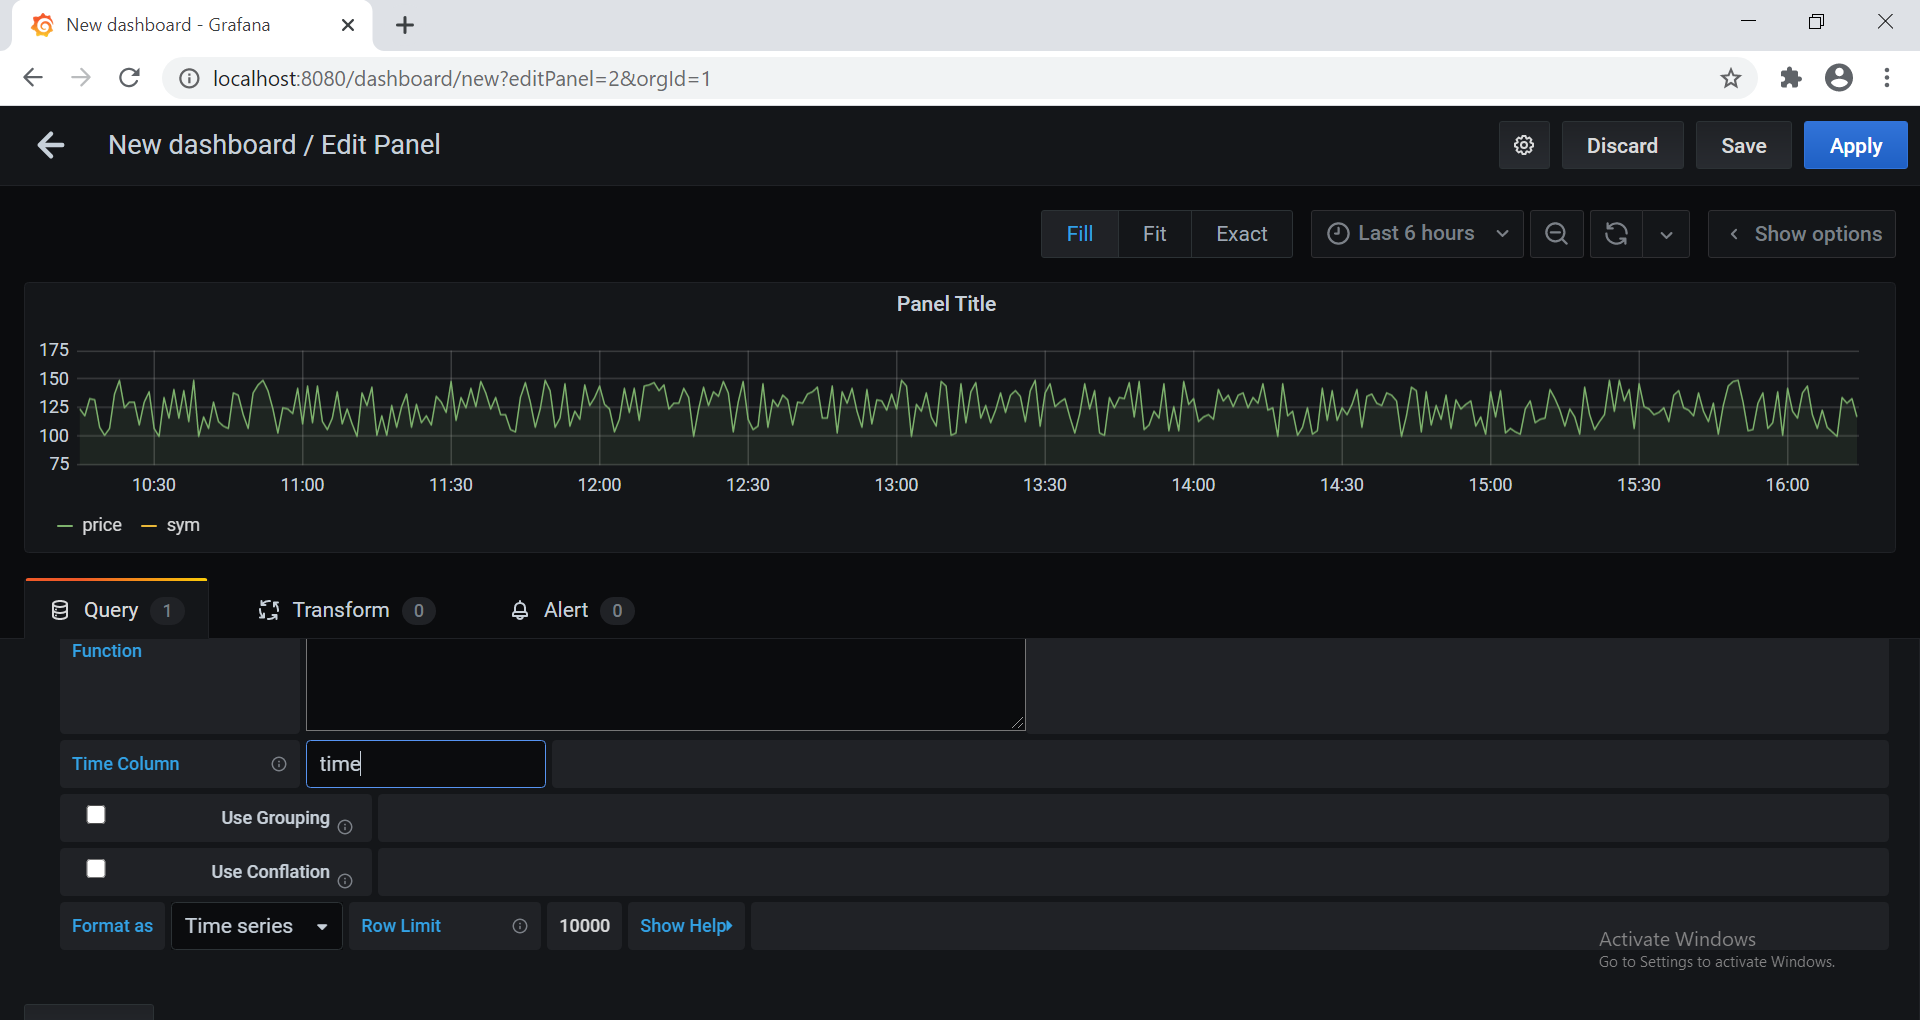 New dashboard - Grafana
localhost:8080/dashboard/new?editPanel=2&orgId=1
New dashboard / Edit Panel
Discard
Save
Apply
Fill
Fit
Exact
Last 6 hours
Show options
Panel Title
175
150
125
100
75
10:30 11:00 11:30 12:00 12:30 13:00 13:30 14:00 14:30 15:00 15:30 16:00
price sym
Query 1
Transform 0
Alert 0
Function
Time Column
time
Use Grouping
Use Conflation
Format as
Time series
Row Limit
10000
Show Help
Activate Windows
Go to Settings to activate Windows.